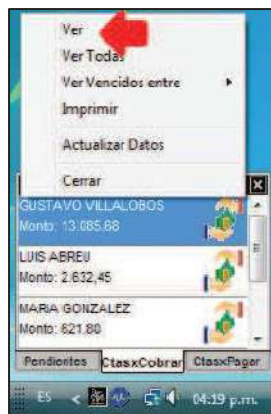 Ver
Ver Todas
Ver Vencidos entre
Imprimir
Actualizar Datos
Cerrar
GUSTAVO VILLALOBOS
Monto: 13.085,68
LUIS ABREU
Monto: 2.632,45
MARIA GONZALEZ
Monto: 621,80
Pendientes CtasxCobrar CtasxPagar
ES 04:19 p.m.